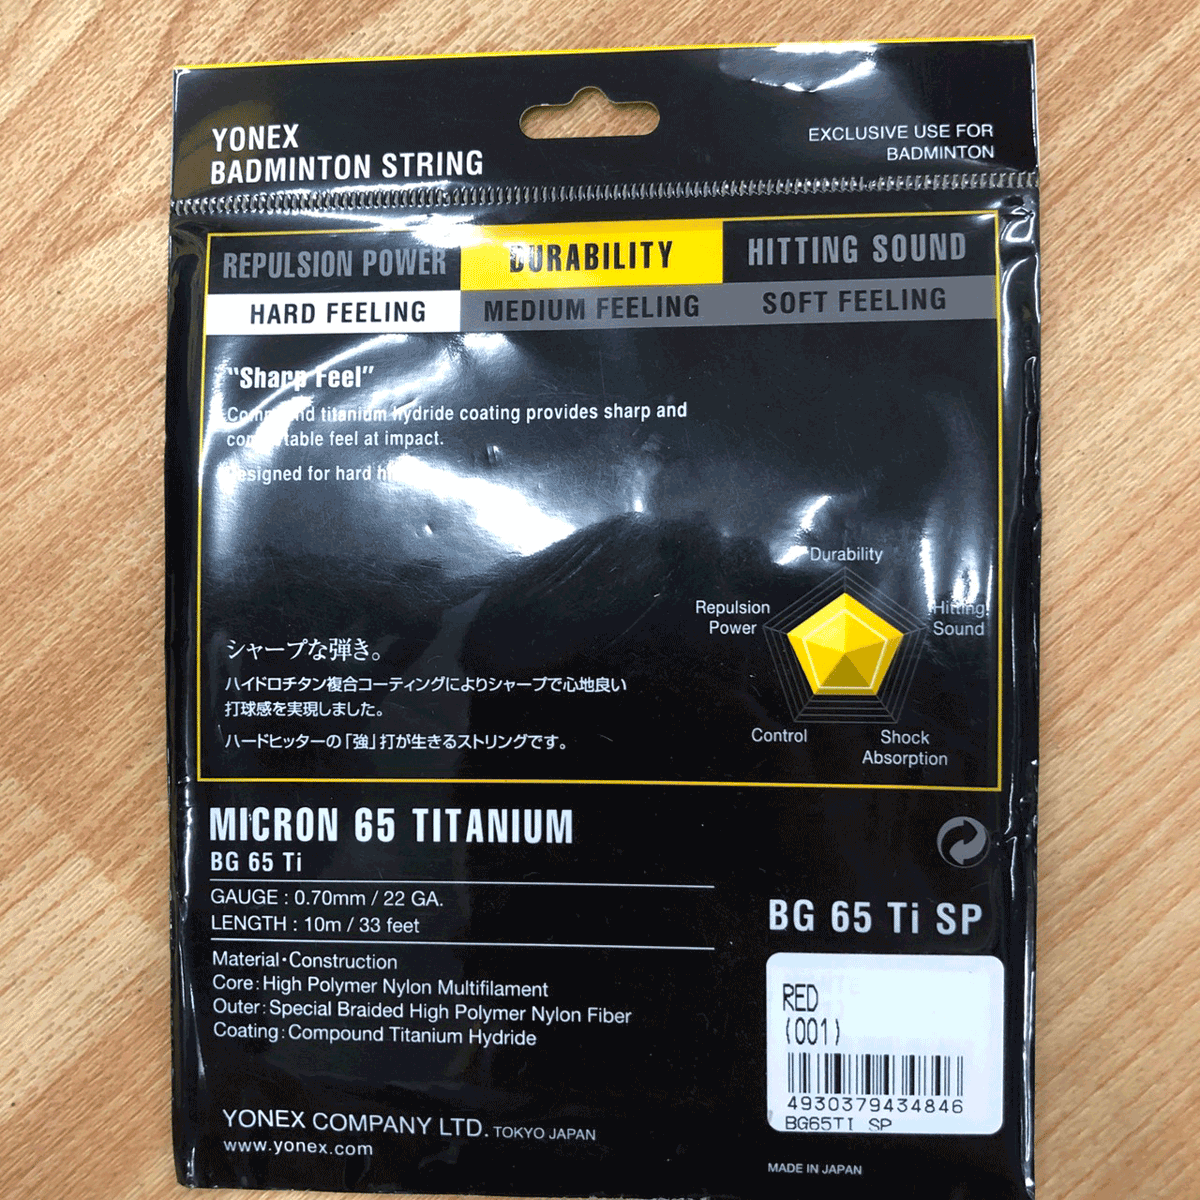 YONEX
BADMINTON STRING
EXCLUSIVE USE FOR
BADMINTON
REPULSION POWER
DURABILITY
HITTING SOUND
HARD FEELING
MEDIUM FEELING
SOFT FEELING
"Sharp Feel"
titanium hydride coating provides sharp and
feel at impact.
Designed for hard
Durability
Repulsion
Power
Hitting
Sound
Control
Shock
Absorption
シャープな弾き。
ハイドロチタン複合コーティングによりシャープで心地良い
打球感を実現しました。
ハードヒッターの「強」打が生きるストリングです。
MICRON 65 TITANIUM
BG 65 Ti
GAUGE : 0.70mm / 22 GA.
LENGTH : 10m / 33 feet
Material・Construction
Core : High Polymer Nylon Multifilament
Outer : Special Braided High Polymer Nylon Fiber
Coating : Compound Titanium Hydride
BG 65 Ti SP
RED
(001)
4930379434846
BG65TI SP
YONEX COMPANY LTD. TOKYO JAPAN
www.yonex.com
MADE IN JAPAN